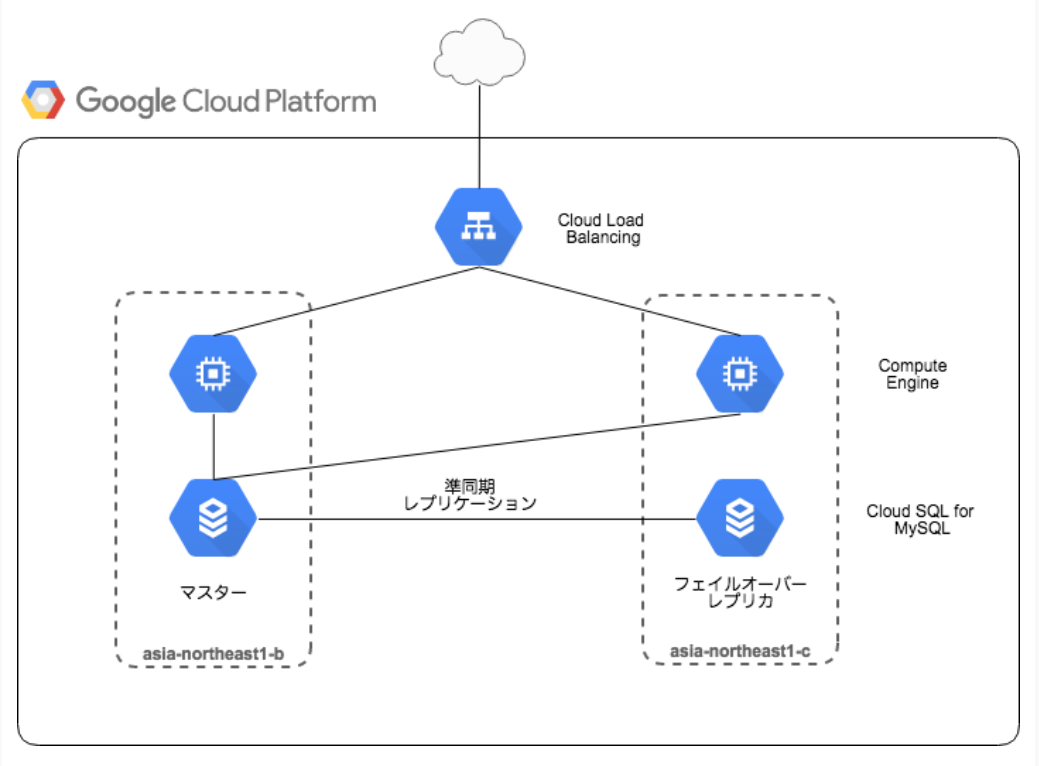 Google Cloud Platform
Cloud Load
Balancing
Compute
Engine
準同期
レプリケーション
Cloud SQL for
MySQL
マスター
フェイルオーバー
レプリカ
asia-northeast1-b
asia-northeast1-c